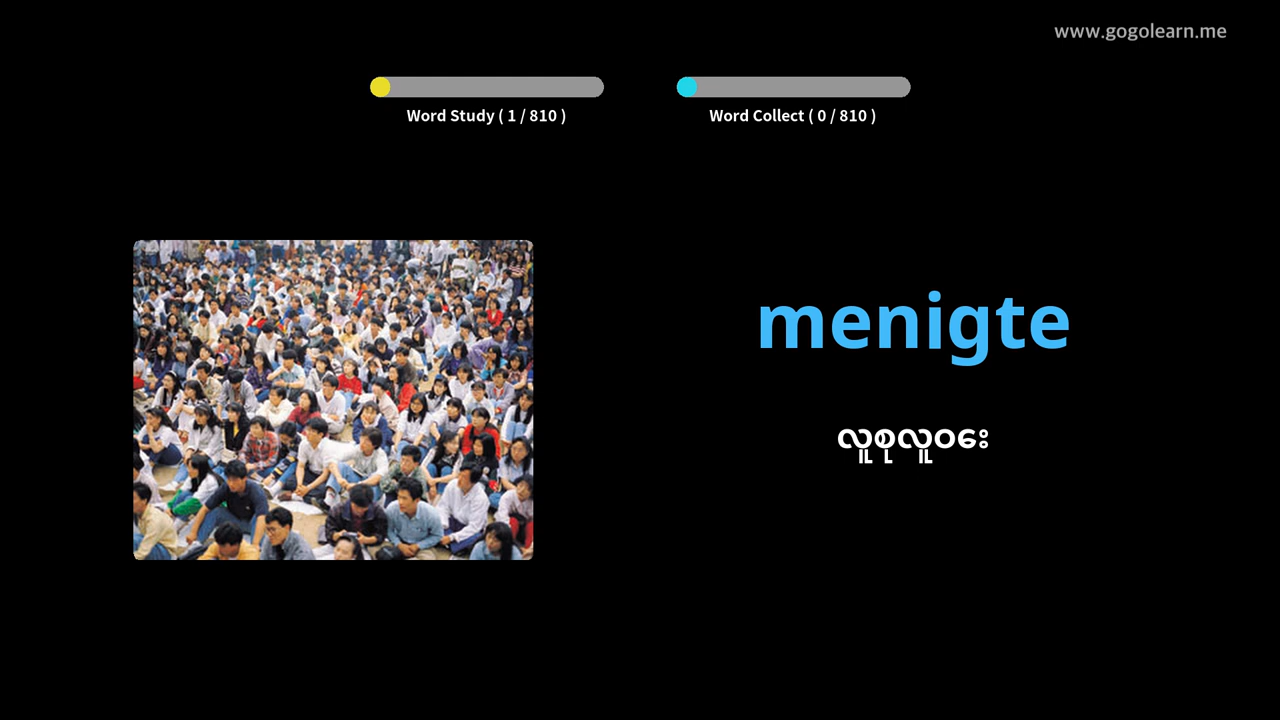 www.gogolearn.me
Word Study ( 1 / 810 )
Word Collect ( 0 / 810 )
menigte
လူစုလူဝေး